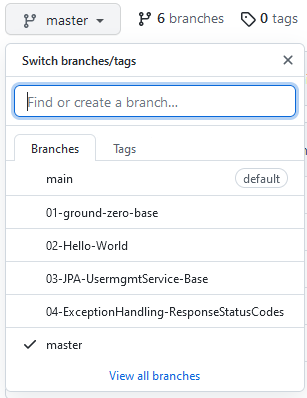 master
6 branches
0 tags
Switch branches/tags
Find or create a branch...
Branches
Tags
main
default
01-ground-zero-base
02-Hello-World
03-JPA-UsermgmtService-Base
04-ExceptionHandling-ResponseStatusCodes
master
View all branches